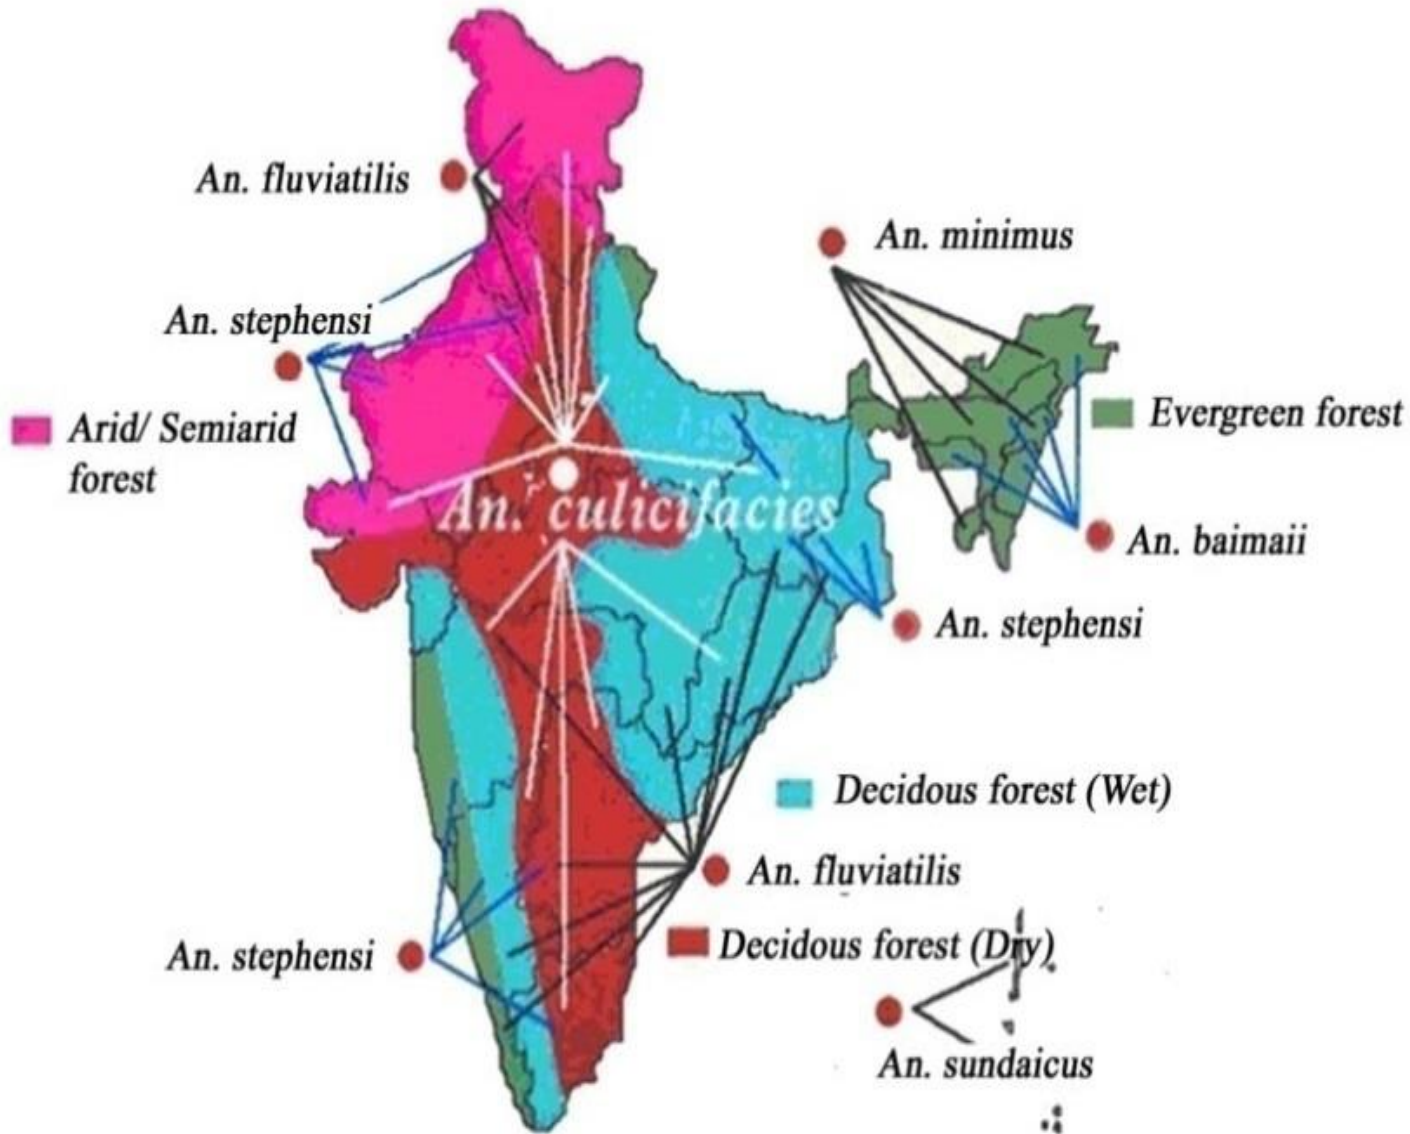 An. fluviatilis
An. minimus
An. stephensi
Arid/ Semiarid
forest
Evergreen forest
An. culicifacies
An. baimaii
An. stephensi
Decidous forest (Wet)
An. fluviatilis
An. stephensi
Decidous forest (Dry)
An. sundaicus